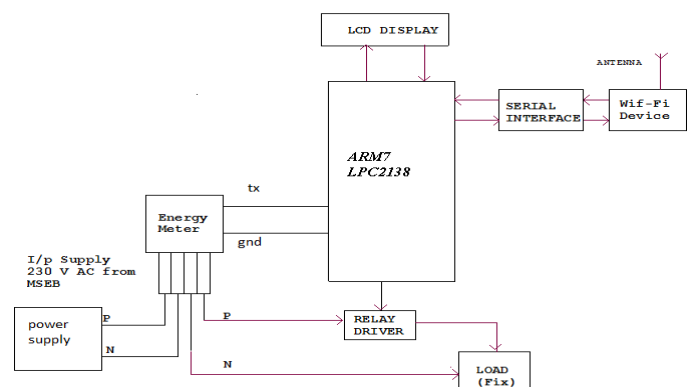 LCD DISPLAY
ANTENNA
SERIAL
INTERFACE
Wif-Fi
Device
ARM7
LPC2138
tx
Energy
Meter
gnd
I/p Supply
230 V AC from
MSEB
power
supply
P
N
P
RELAY
DRIVER
N
LOAD
(Fix)